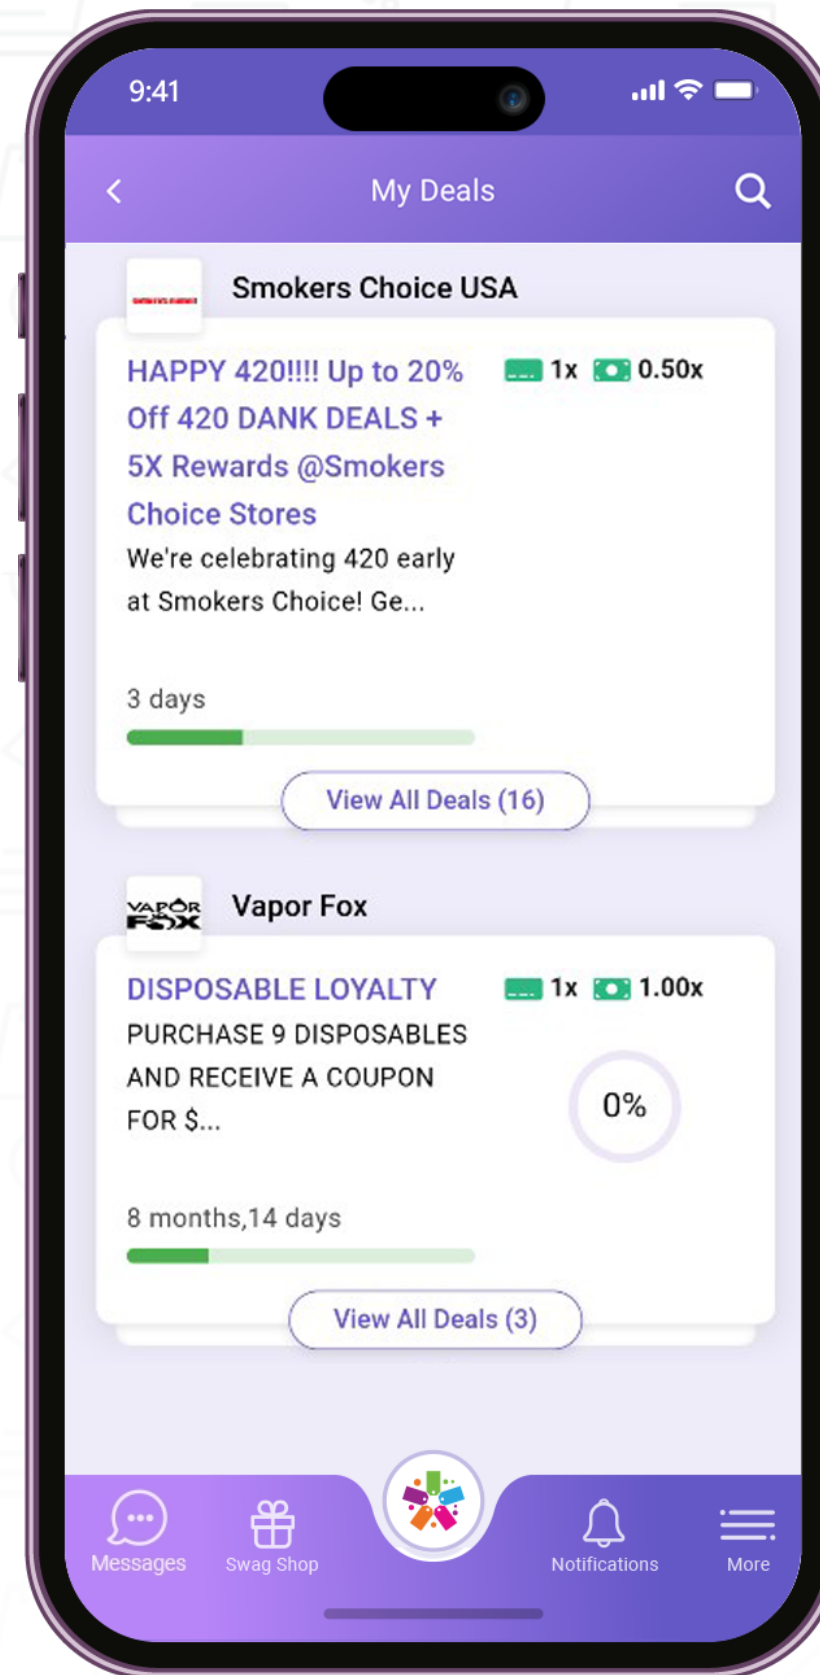 9:41
My Deals
Smokers Choice USA
HAPPY 420!!!! Up to 20%
Off 420 DANK DEALS +
5X Rewards @Smokers
Choice Stores
1x 0.50x
We're celebrating 420 early
at Smokers Choice! Ge...
3 days
View All Deals (16)
VAPOR
FOX
Vapor Fox
DISPOSABLE LOYALTY
1x 1.00x
PURCHASE 9 DISPOSABLES
AND RECEIVE A COUPON
FOR $...
0%
8 months,14 days
View All Deals (3)
Messages
Swag Shop
Notifications
More